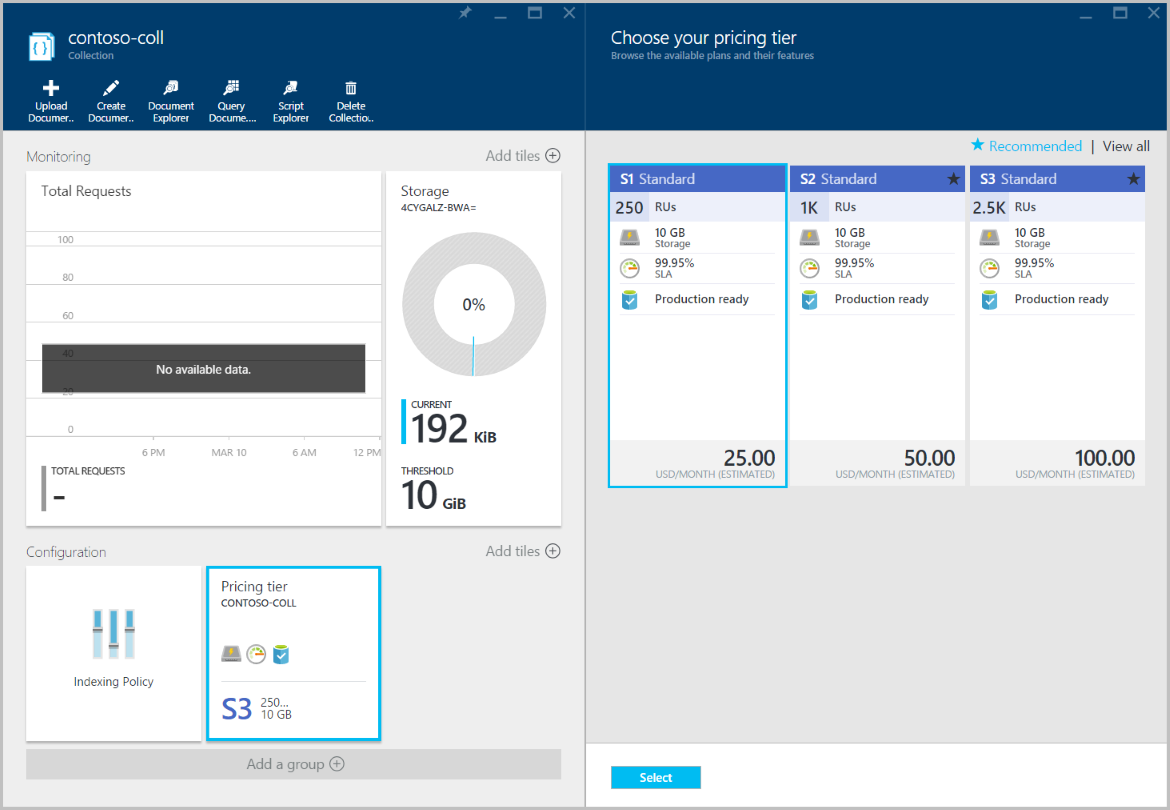 contoso-coll
Collection
Upload
Documer..
Create
Documer..
Document
Explorer
Query
Docume....
Script
Explorer
Delete
Collectio..
Monitoring
Add tiles
Total Requests
100
80
60
40
20
0
No available data.
6 PM MAR 10 6 AM 12 PM
TOTAL REQUESTS
-
Storage
4CYGALZ-BWA=
0%
CURRENT
192 KiB
THRESHOLD
10 GiB
Configuration
Add tiles
Indexing Policy
Pricing tier
CONTOSO-COLL
S3
250...
10 GB
Add a group
Choose your pricing tier
Browse the available plans and their features
Recommended | View all
S1 Standard
250 RUs
10 GB
Storage
99.95%
SLA
Production ready
25.00
USD/MONTH (ESTIMATED)
S2 Standard
1K RUs
10 GB
Storage
99.95%
SLA
Production ready
50.00
USD/MONTH (ESTIMATED)
S3 Standard
2.5K RUs
10 GB
Storage
99.95%
SLA
Production ready
100.00
USD/MONTH (ESTIMATED)
Select